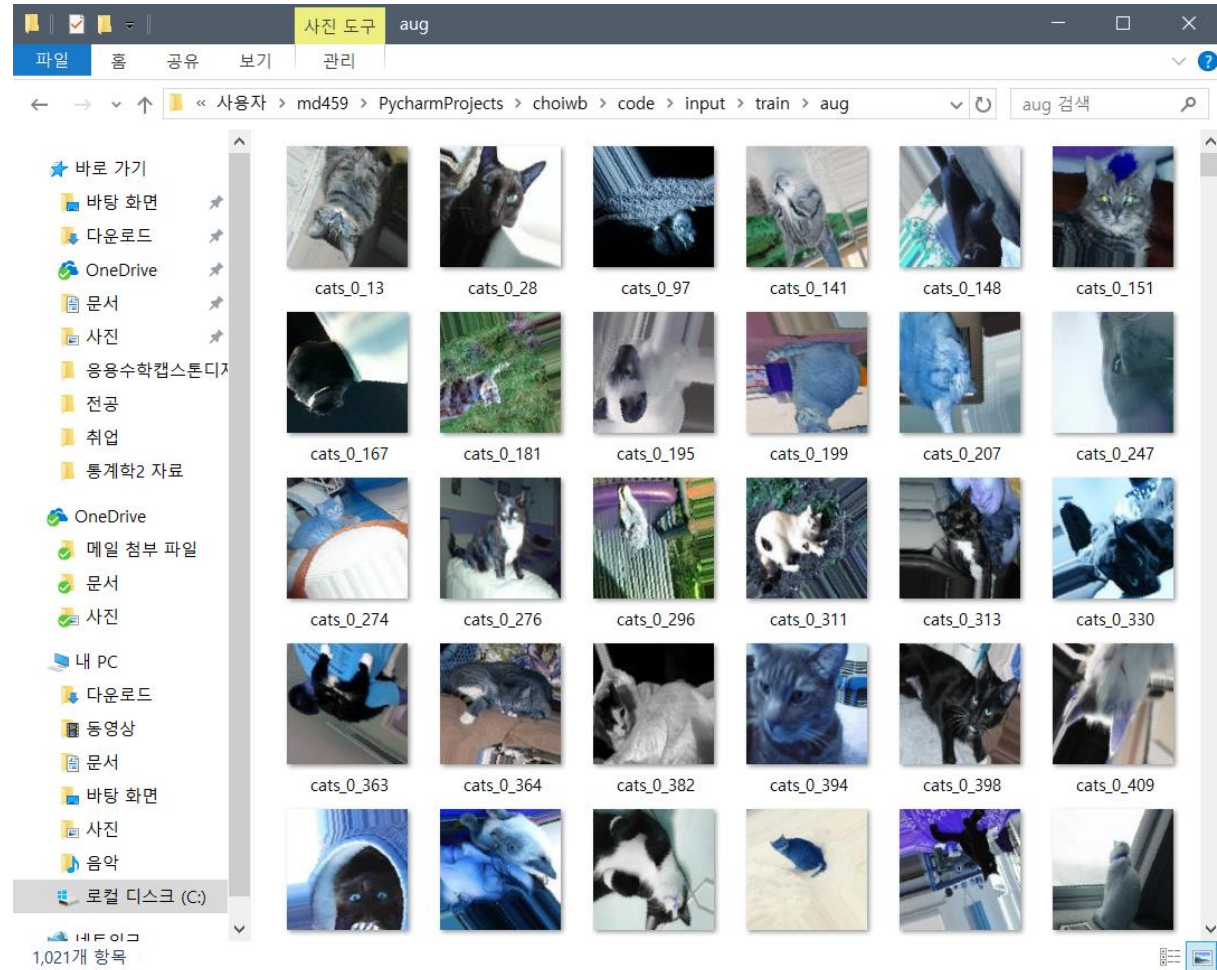 사진 도구 aug
파일 홈 공유 보기 관리
« 사용자 > md459 > PycharmProjects > choiwb > code > input > train > aug
aug 검색
바로 가기
바탕 화면
다운로드
OneDrive
문서
사진
응용수학캡스톤디자
전공
취업
통계학2 자료
OneDrive
메일 첨부 파일
문서
사진
내 PC
다운로드
동영상
문서
바탕 화면
사진
음악
로컬 디스크 (C:)
네트워크
cats_0_13 cats_0_28 cats_0_97 cats_0_141 cats_0_148 cats_0_151
cats_0_167 cats_0_181 cats_0_195 cats_0_199 cats_0_207 cats_0_247
cats_0_274 cats_0_276 cats_0_296 cats_0_311 cats_0_313 cats_0_330
cats_0_363 cats_0_364 cats_0_382 cats_0_394 cats_0_398 cats_0_409
1,021개 항목